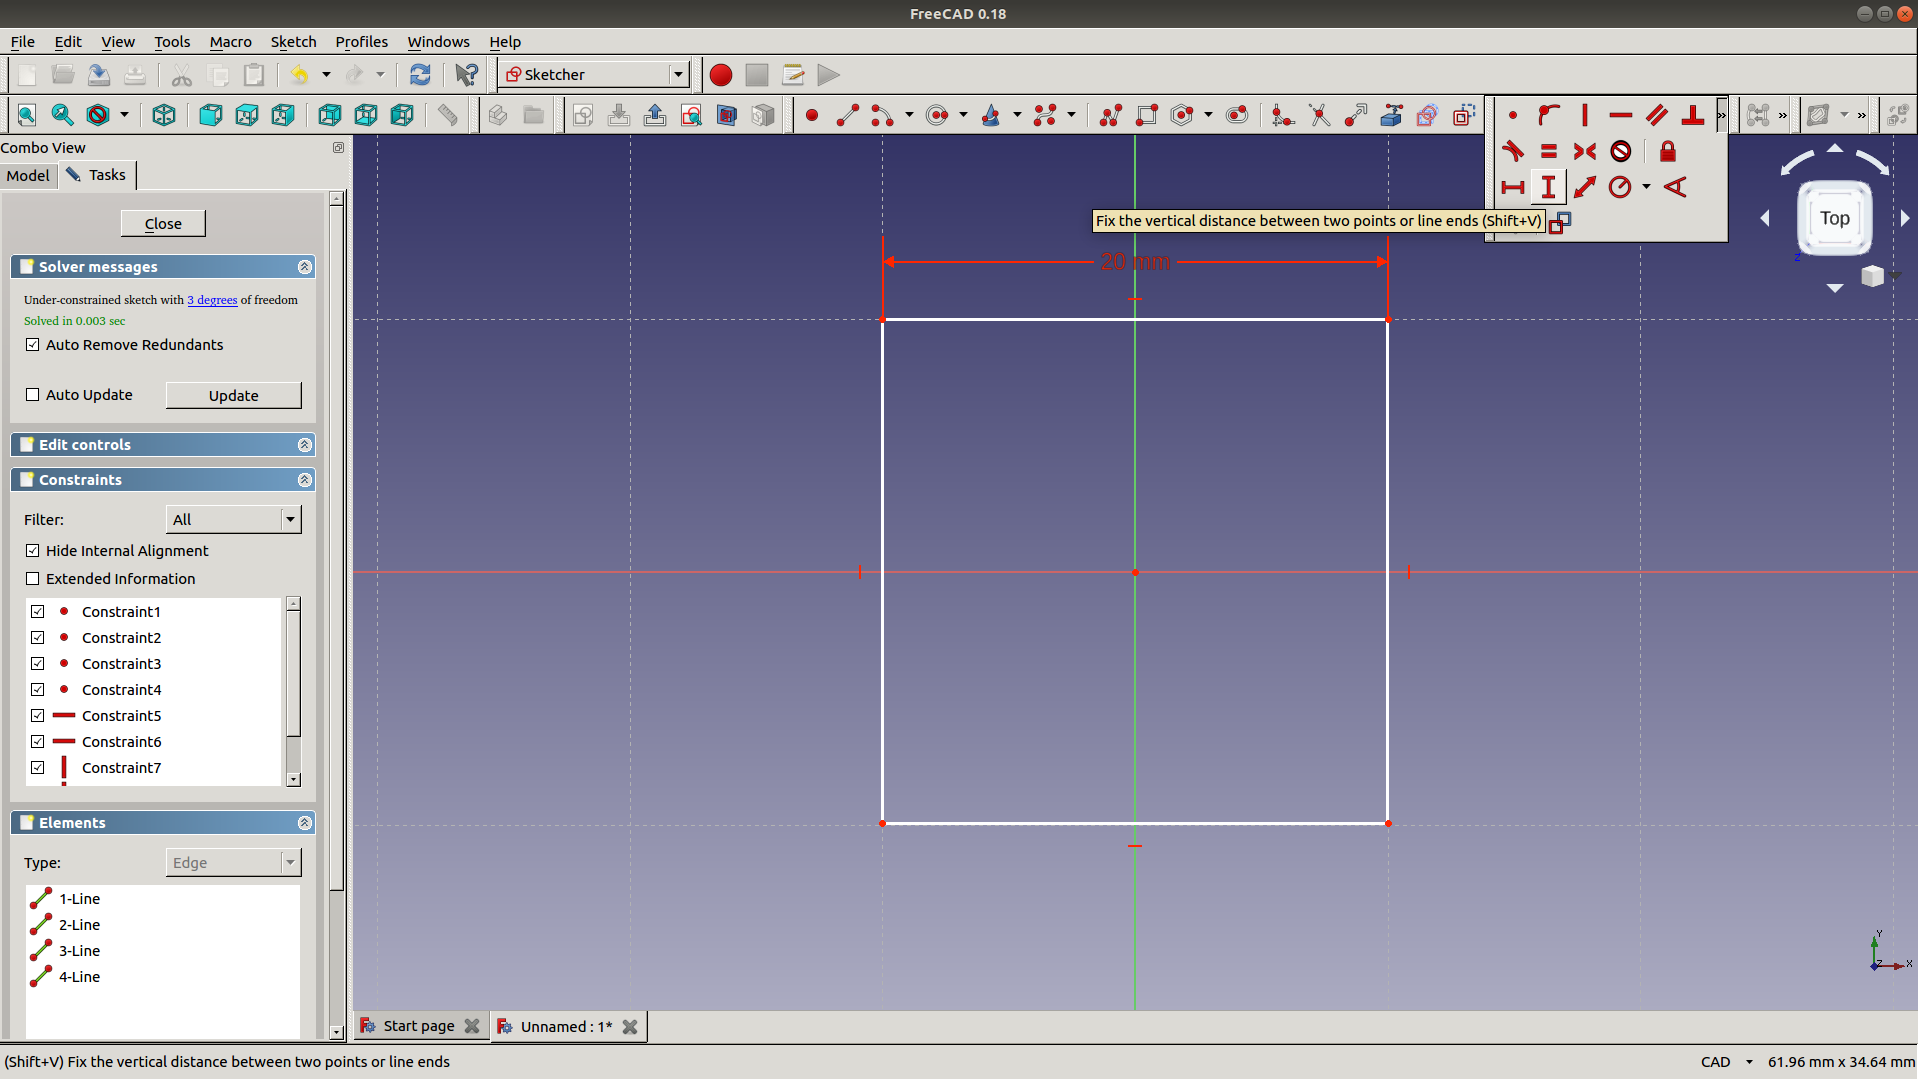 FreeCAD 0.18
File Edit View Tools Macro Sketch Profiles Windows Help
Sketcher
Combo View
Model Tasks
Close
Solver messages
Under-constrained sketch with 3 degrees of freedom
Solved in 0.003 sec
Auto Remove Redundants
Auto Update Update
Edit controls
Constraints
Filter: All
Hide Internal Alignment
Extended Information
Constraint1
Constraint2
Constraint3
Constraint4
Constraint5
Constraint6
Constraint7
Elements
Type: Edge
1-Line
2-Line
3-Line
4-Line
Fix the vertical distance between two points or line ends (Shift+V)
20 mm
Top
Z
Y
Z
X
Start page Unnamed : 1*
(Shift+V) Fix the vertical distance between two points or line ends
CAD 61.96 mm x 34.64 mm